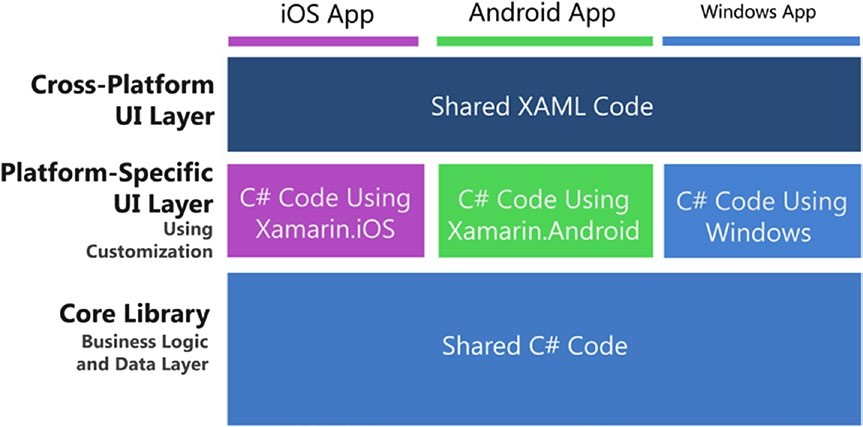 iOS App
Android App
Windows App
Cross-Platform
UI Layer
Shared XAML Code
Platform-Specific
UI Layer
Using
Customization
C# Code Using
Xamarin.iOS
C# Code Using
Xamarin.Android
C# Code Using
Windows
Core Library
Business Logic
and Data Layer
Shared C# Code